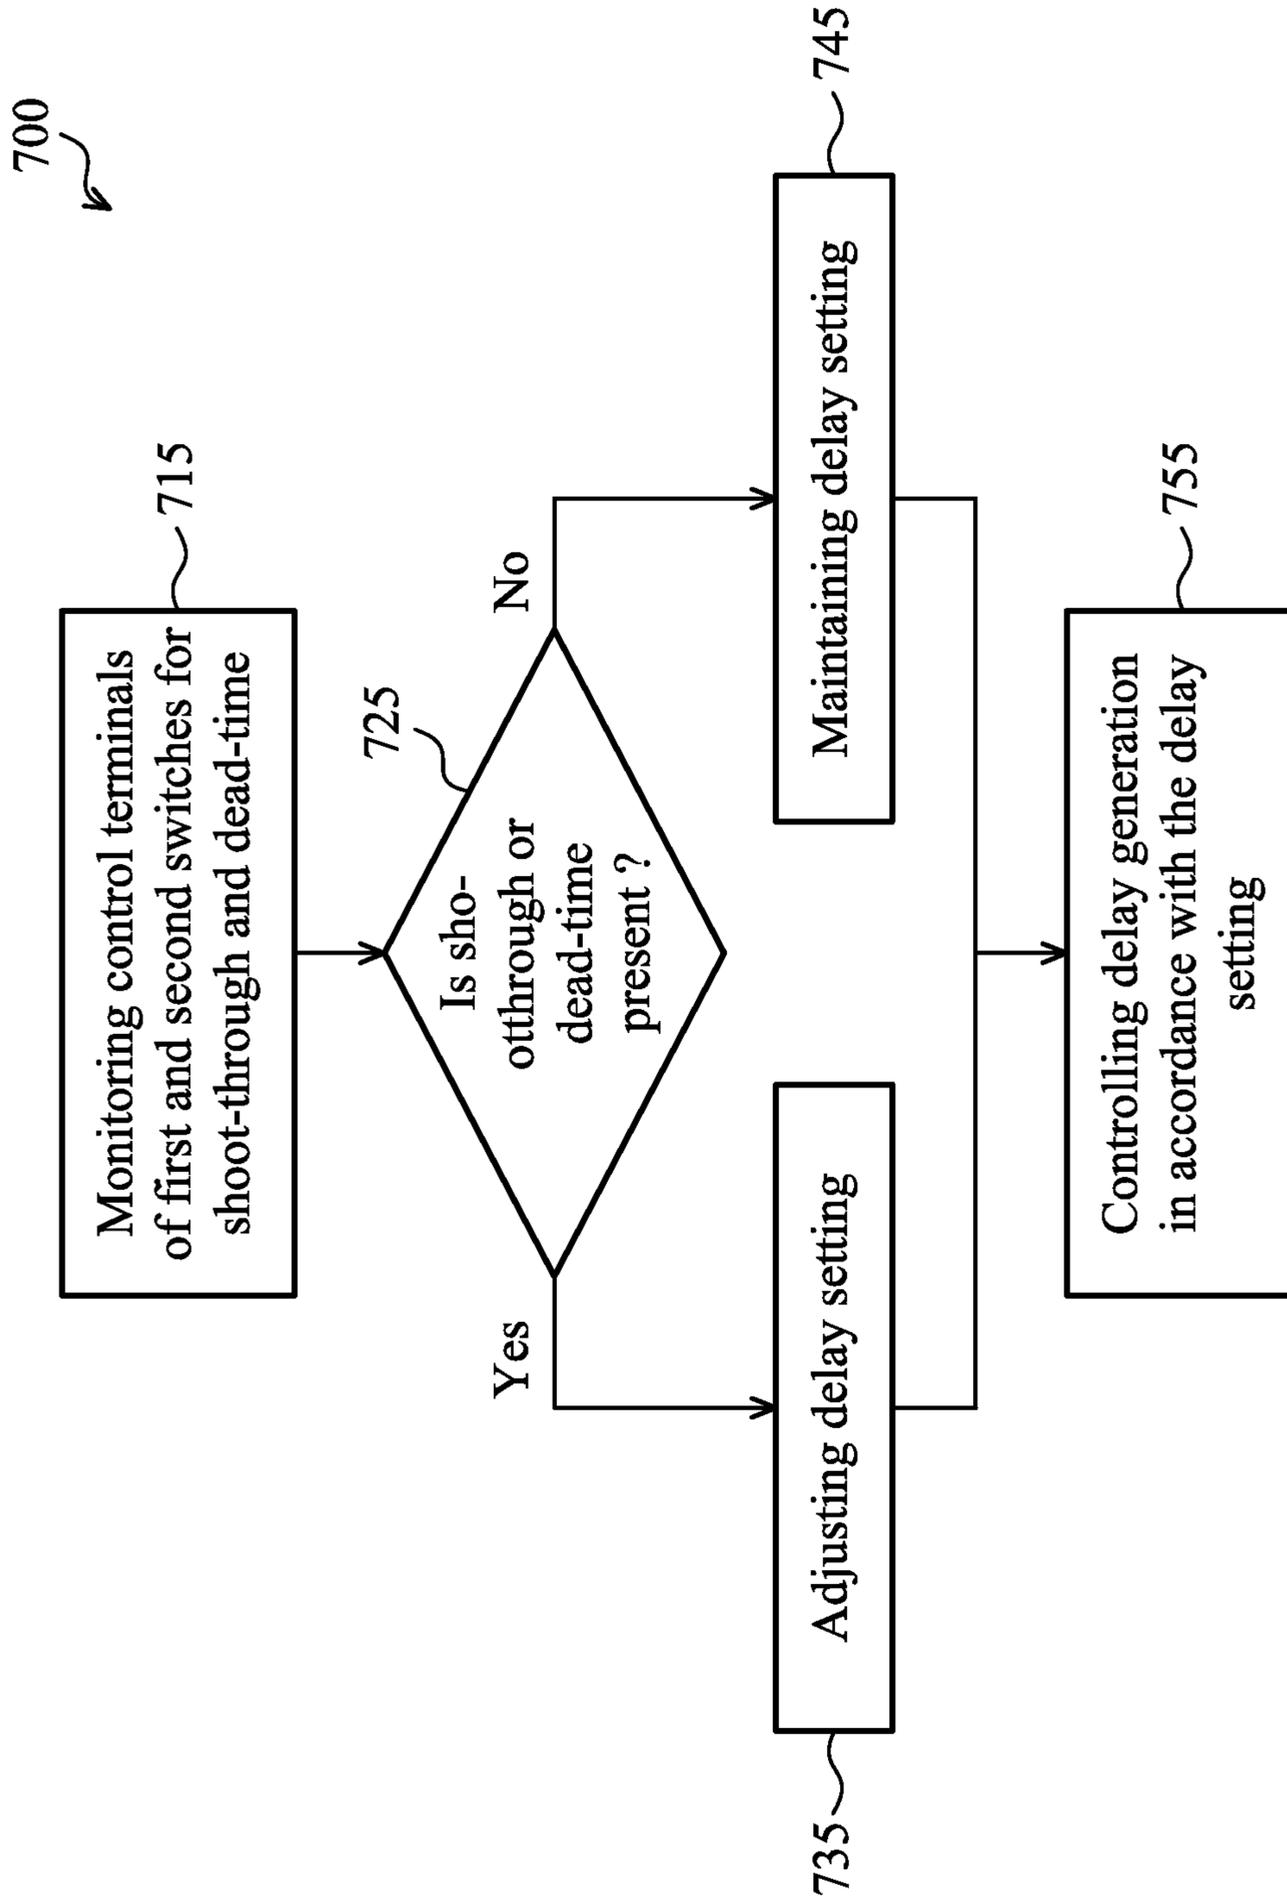 700
Monitoring control terminals
of first and second switches for
shoot-through and dead-time
715
725
Is sho-
otthrough or
dead-time
present ?
Yes
No
Adjusting delay setting
735
Maintaining delay setting
745
Controlling delay generation
in accordance with the delay
setting
755